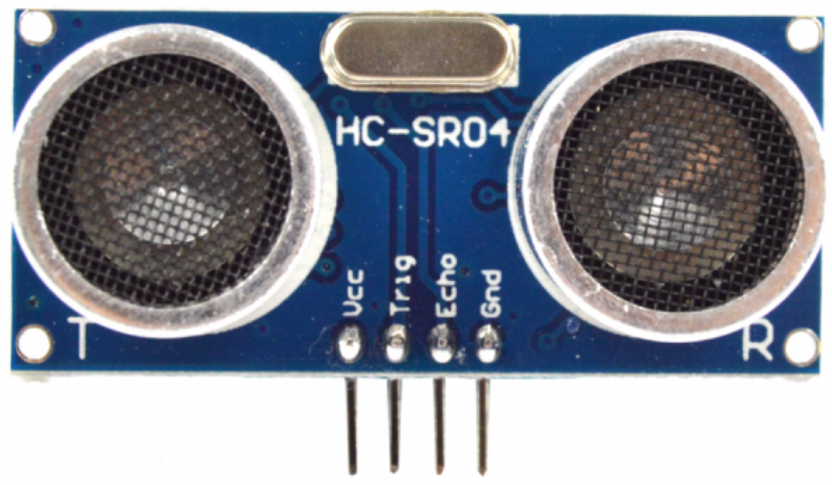 HC-SR04
Vcc
Trig
Echo
Gnd
T
R